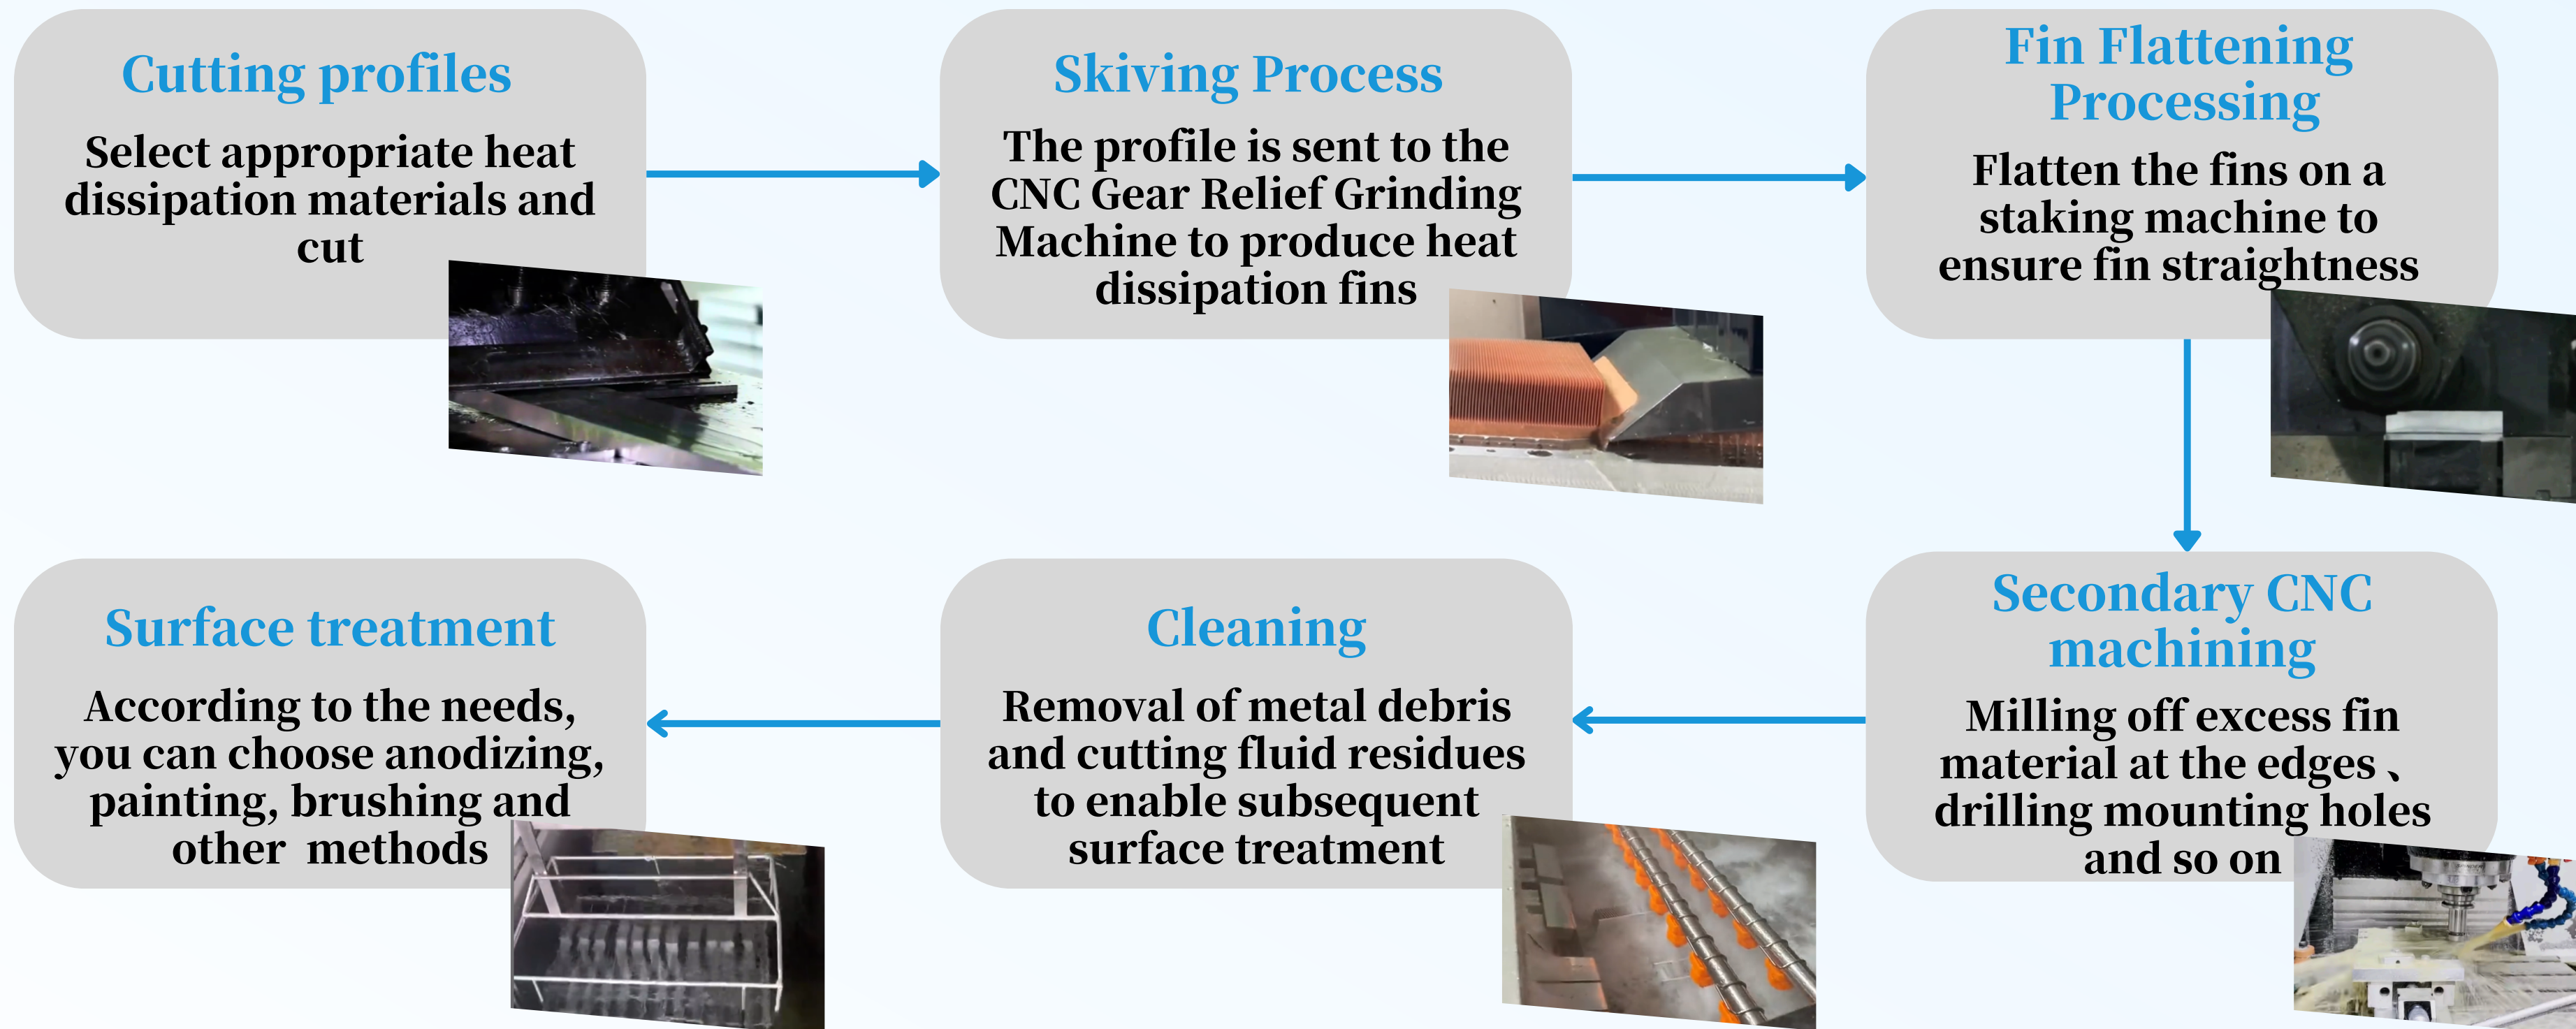 Cutting profiles
Select appropriate heat
dissipation materials and
cut
Skiving Process
The profile is sent to the
CNC Gear Relief Grinding
Machine to produce heat
dissipation fins
Fin Flattening
Processing
Flatten the fins on a
staking machine to
ensure fin straightness
Secondary CNC
machining
Milling off excess fin
material at the edges 、
drilling mounting holes
and so on
Cleaning
Removal of metal debris
and cutting fluid residues
to enable subsequent
surface treatment
Surface treatment
According to the needs,
you can choose anodizing,
painting, brushing and
other  methods